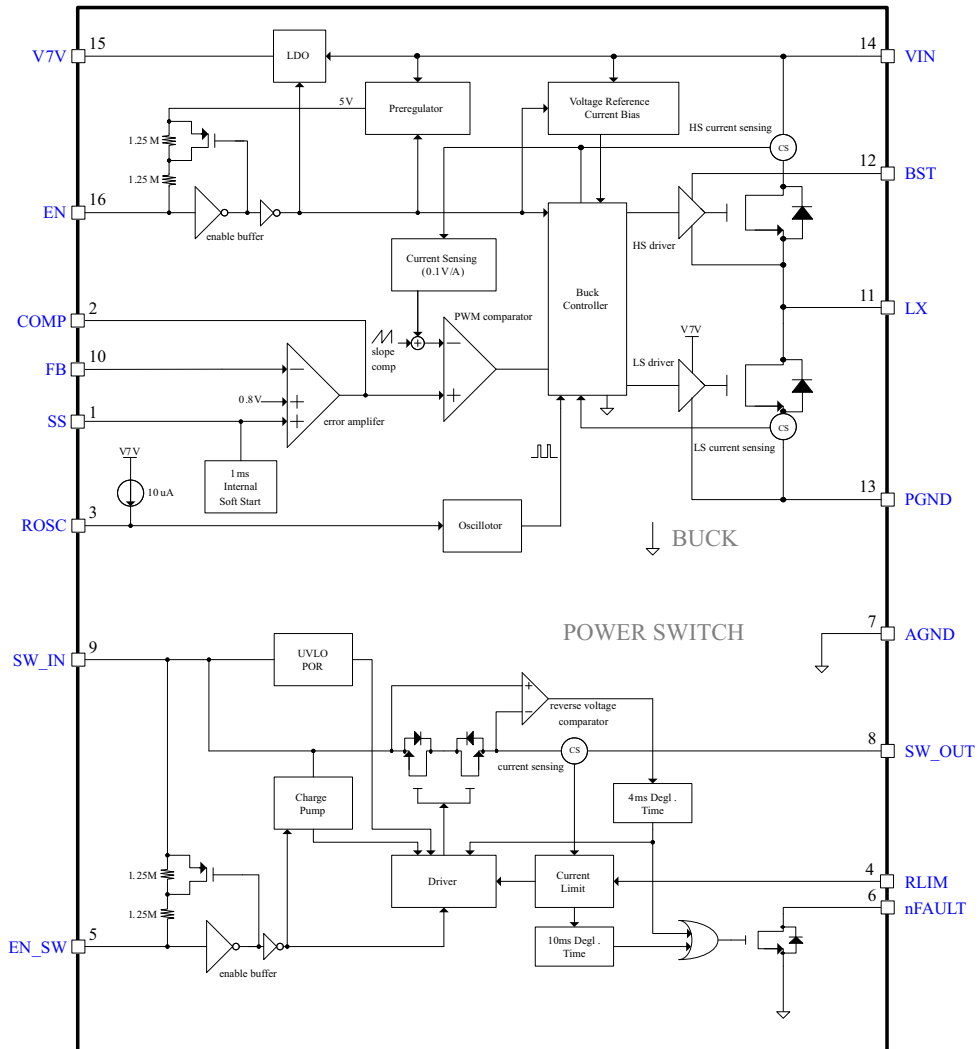 15
V7V
LDO
14
VIN
5V
Preregulator
Voltage Reference
Current Bias
HS current sensing
CS
1.25 M
1.25 M
12
BST
16
EN
enable buffer
HS driver
Current Sensing
(0.1V/A)
Buck
Controller
11
LX
2
COMP
PWM comparator
slope
comp
+
−
+
V7V
LS driver
10
FB
−
0.8V
+
1
SS
+
error amplifer
CS
LS current sensing
1ms
Internal
Soft Start
V7V
10 uA
13
PGND
3
ROSC
Oscillotor
BUCK
POWER SWITCH
7
AGND
9
SW_IN
UVLO
POR
+
−
reverse voltage
comparator
8
SW_OUT
CS
current sensing
Charge
Pump
4ms Degl .
Time
1.25M
1.25M
Driver
Current
Limit
4
RLIM
6
nFAULT
5
EN_SW
enable buffer
10ms Degl .
Time